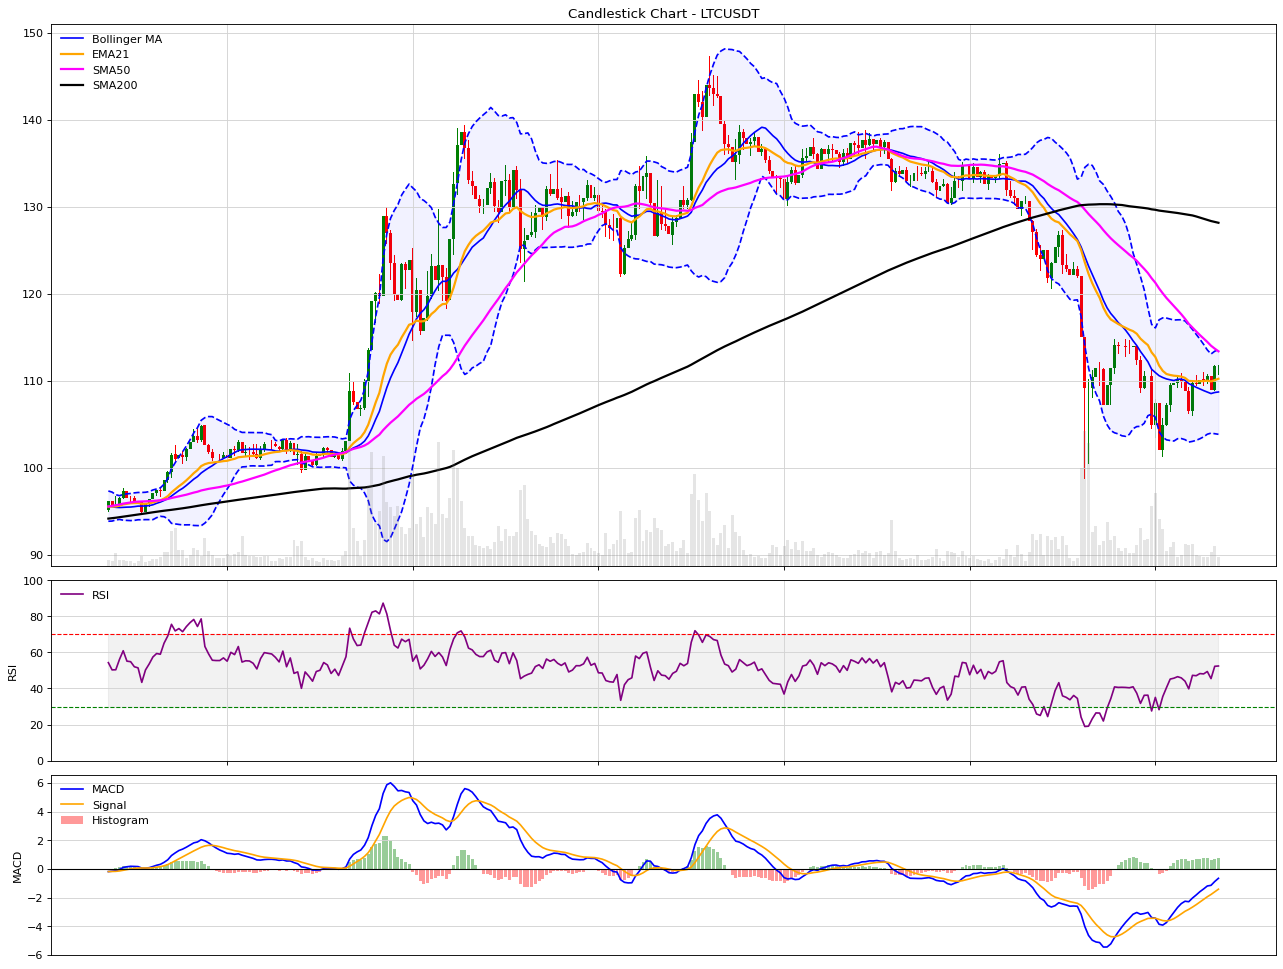 Candlestick Chart - LTCUSDT
150
140
130
120
110
100
90
Bollinger MA
EMA21
SMA50
SMA200
100
80
60
40
20
0
RSI
RSI
6
4
2
0
−2
−4
−6
MACD
MACD
Signal
Histogram